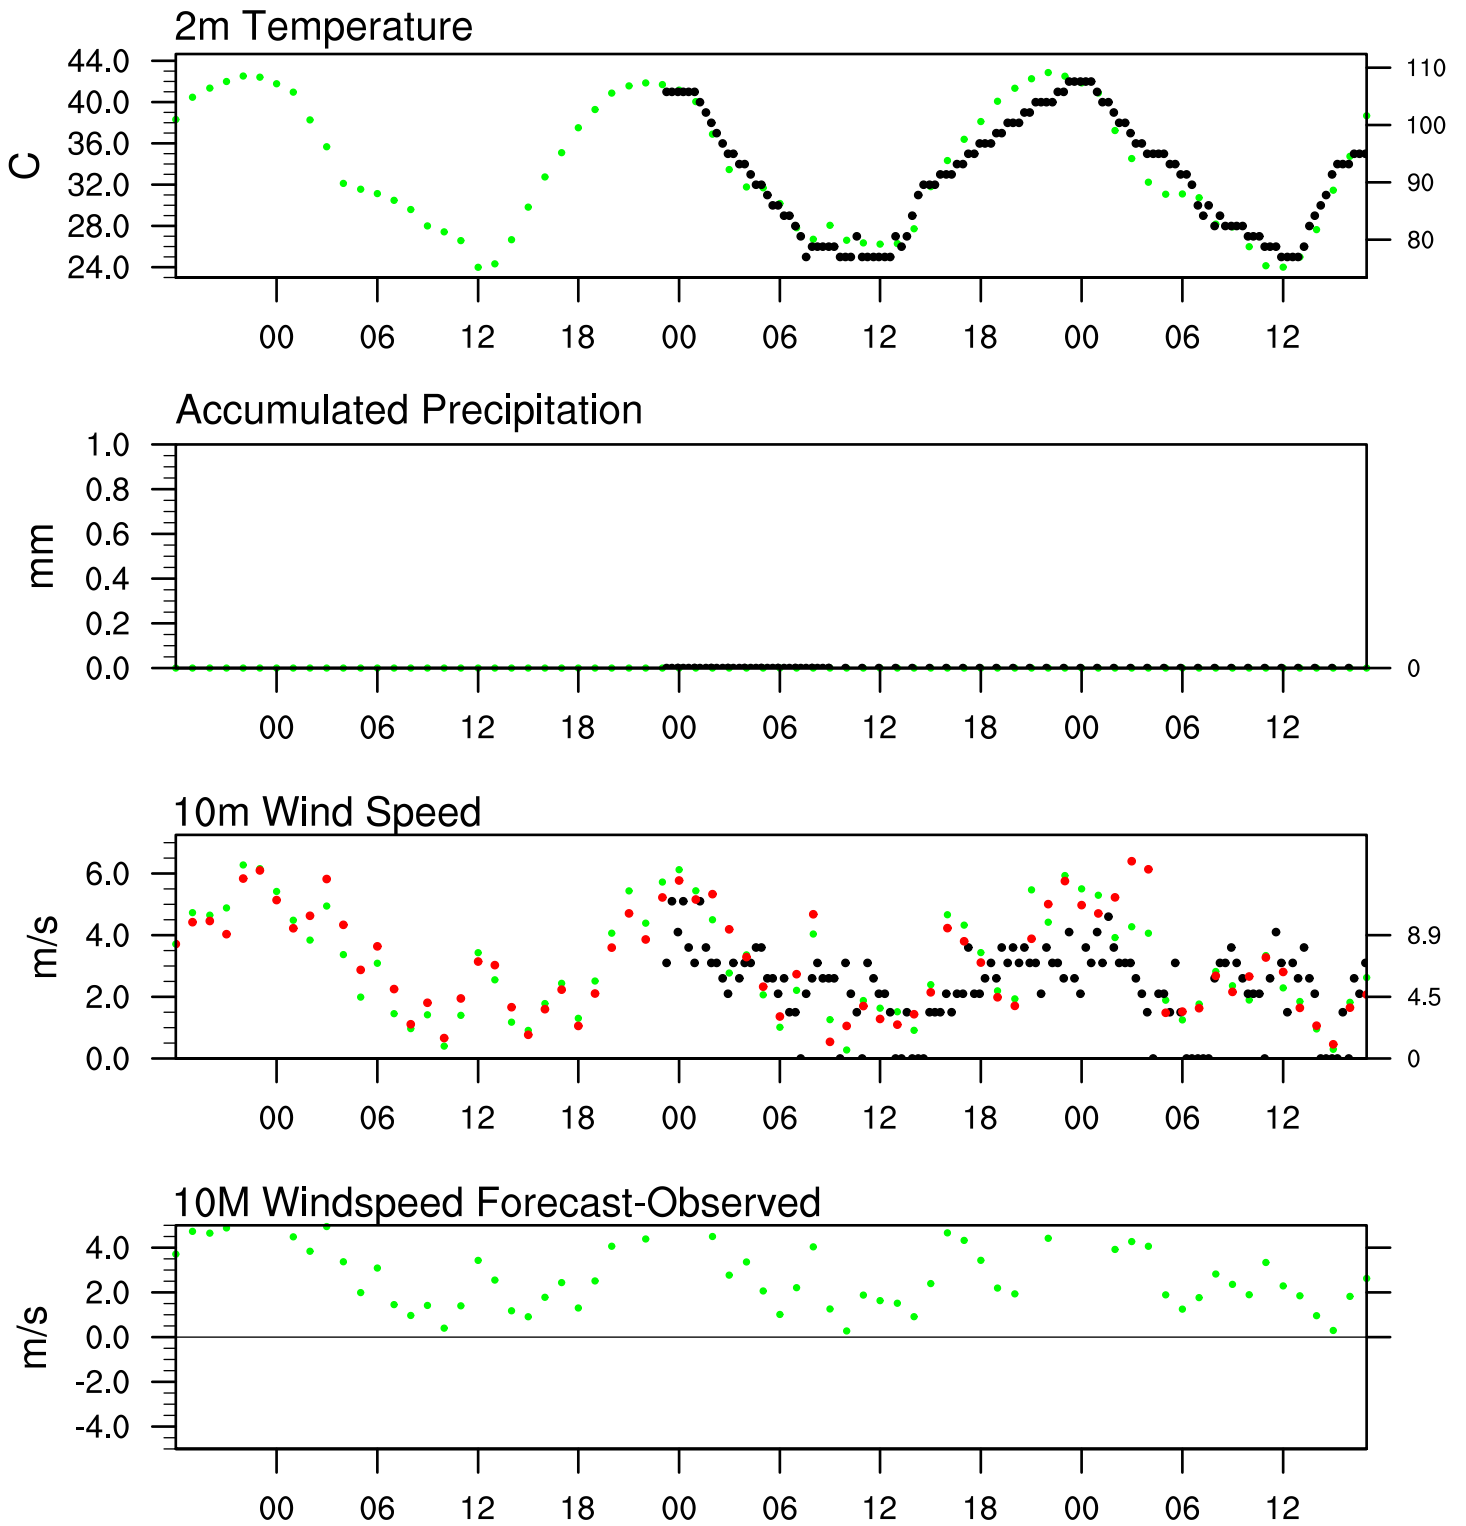 2m Temperature
44.0
40.0
36.0
32.0
28.0
24.0
C
110
100
90
80
00 06 12 18 00 06 12 18 00 06 12
Accumulated Precipitation
1.0
0.8
0.6
0.4
0.2
0.0
mm
0
00 06 12 18 00 06 12 18 00 06 12
10m Wind Speed
6.0
4.0
2.0
0.0
m/s
8.9
4.5
0
00 06 12 18 00 06 12 18 00 06 12
10M Windspeed Forecast-Observed
4.0
2.0
0.0
-2.0
-4.0
m/s
00 06 12 18 00 06 12 18 00 06 12